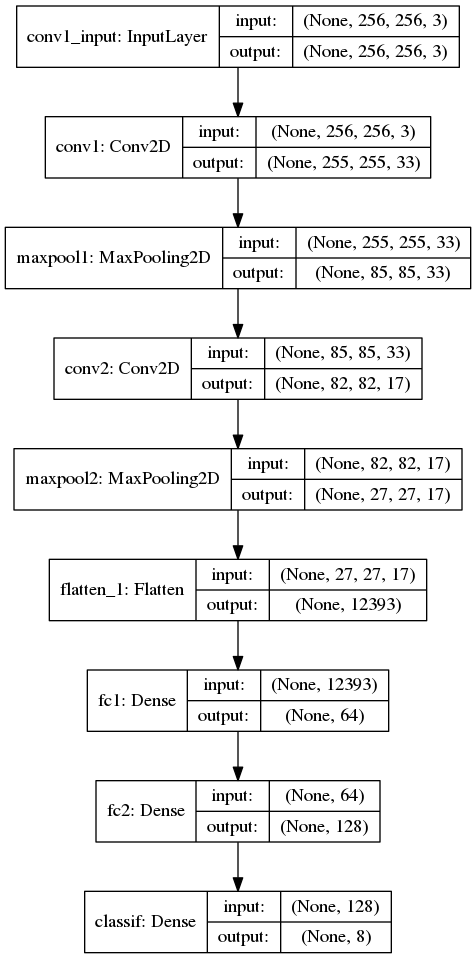 conv1_input: InputLayer
input: (None, 256, 256, 3)
output: (None, 256, 256, 3)
conv1: Conv2D
input: (None, 256, 256, 3)
output: (None, 255, 255, 33)
maxpool1: MaxPooling2D
input: (None, 255, 255, 33)
output: (None, 85, 85, 33)
conv2: Conv2D
input: (None, 85, 85, 33)
output: (None, 82, 82, 17)
maxpool2: MaxPooling2D
input: (None, 82, 82, 17)
output: (None, 27, 27, 17)
flatten_1: Flatten
input: (None, 27, 27, 17)
output: (None, 12393)
fc1: Dense
input: (None, 12393)
output: (None, 64)
fc2: Dense
input: (None, 64)
output: (None, 128)
classif: Dense
input: (None, 128)
output: (None, 8)